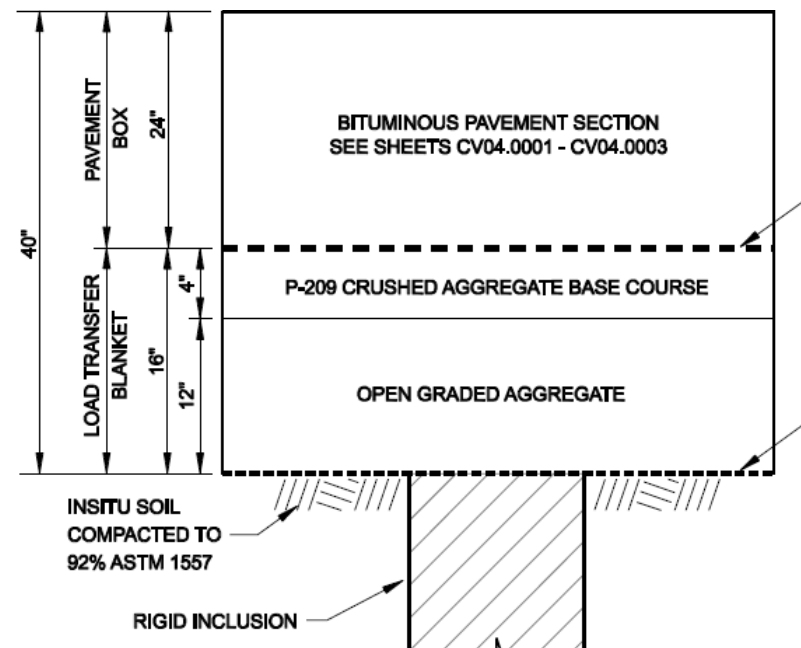 40"
PAVEMENT
BOX
24"
BITUMINOUS PAVEMENT SECTION
SEE SHEETS CV04.0001 - CV04.0003
LOAD TRANSFER
BLANKET
16"
4"
P-209 CRUSHED AGGREGATE BASE COURSE
12"
OPEN GRADED AGGREGATE
INSITU SOIL
COMPACTED TO
92% ASTM 1557
RIGID INCLUSION